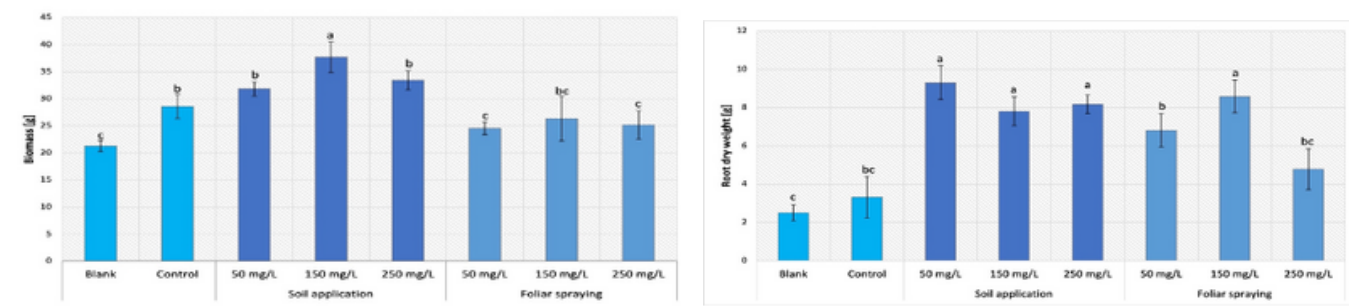 45
40
35
30
25
20
15
10
5
0
Biomass [g]
c
b
b
a
b
c
bc
c
Blank Control 50 mg/L 150 mg/L 250 mg/L 50 mg/L 150 mg/L 250 mg/L
Soil application Foliar spraying
12
10
8
6
4
2
0
Root dry weight [g]
c
bc
a
a
a
b
a
bc
Blank Control 50 mg/L 150 mg/L 250 mg/L 50 mg/L 150 mg/L 250 mg/L
Soil application Foliar spraying